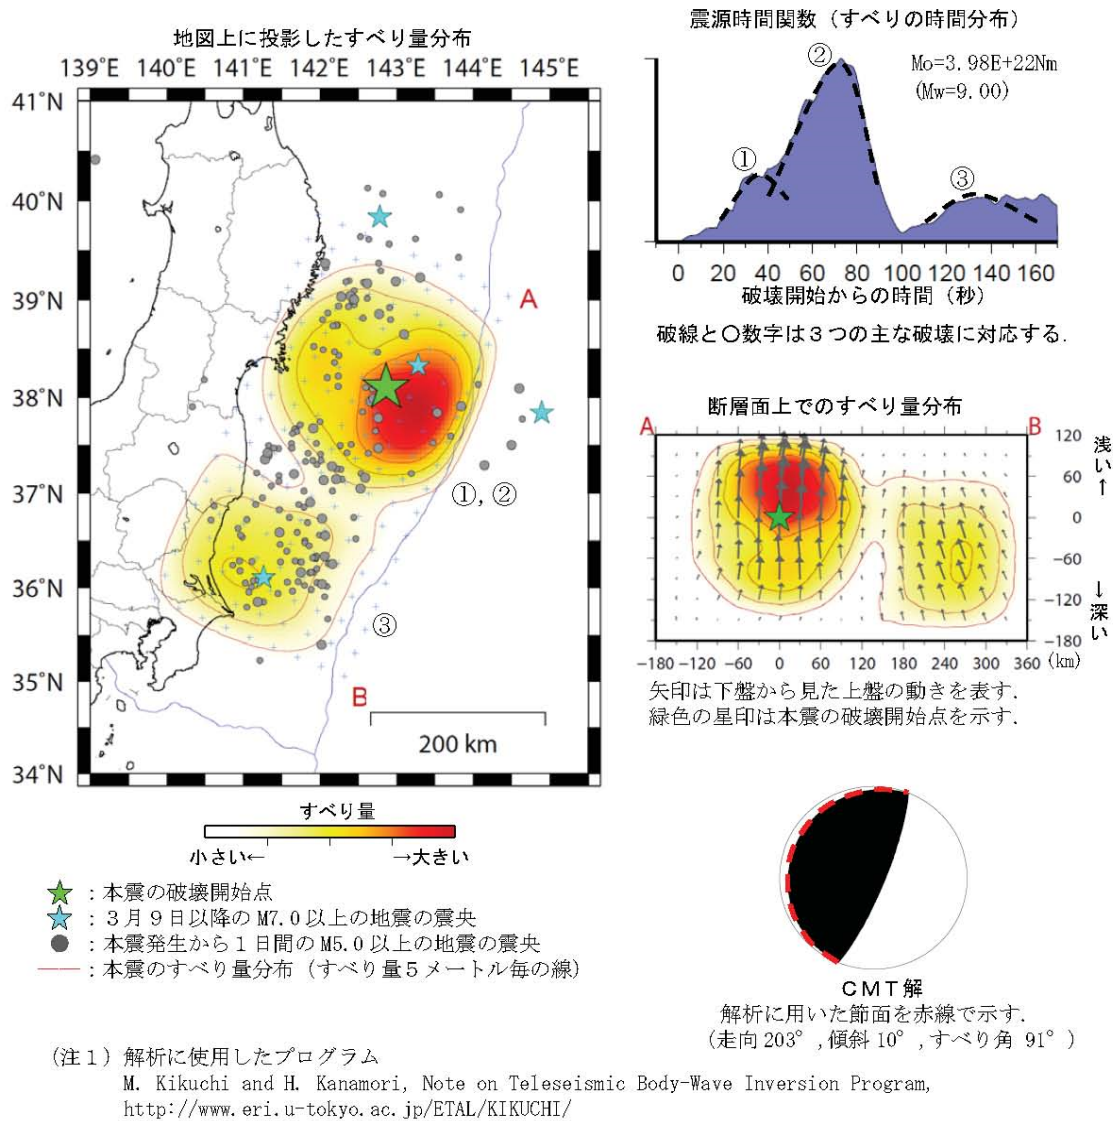 地図上に投影したすべり量分布
139°E 140°E 141°E 142°E 143°E 144°E 145°E
41°N
40°N
39°N
38°N
37°N
36°N
35°N
34°N
A
①，②
③
B
200 km
すべり量
小さい← →大きい
：本震の破壊開始点
：３月９日以降の M7.0 以上の地震の震央
：本震発生から１日間の M5.0 以上の地震の震央
：本震のすべり量分布（すべり量５メートル毎の線）
震源時間関数（すべりの時間分布）
Mo=3.98E+22Nm
(Mw=9.00)
①
②
③
0 20 40 60 80 100 120 140 160
破壊開始からの時間（秒）
破線と○数字は３つの主な破壊に対応する．
断層面上でのすべり量分布
A B
120
60
0
−60
−120
−180
浅い↑
↓深い
−180 −120 −60 0 60 120 180 240 300 360 (km)
矢印は下盤から見た上盤の動きを表す．
緑色の星印は本震の破壊開始点を示す．
ＣＭＴ解
解析に用いた節面を赤線で示す．
(走向 203°，傾斜 10°，すべり角 91°)
（注１）解析に使用したプログラム
M. Kikuchi and H. Kanamori, Note on Teleseismic Body-Wave Inversion Program,
http://www.eri.u-tokyo.ac.jp/ETAL/KIKUCHI/